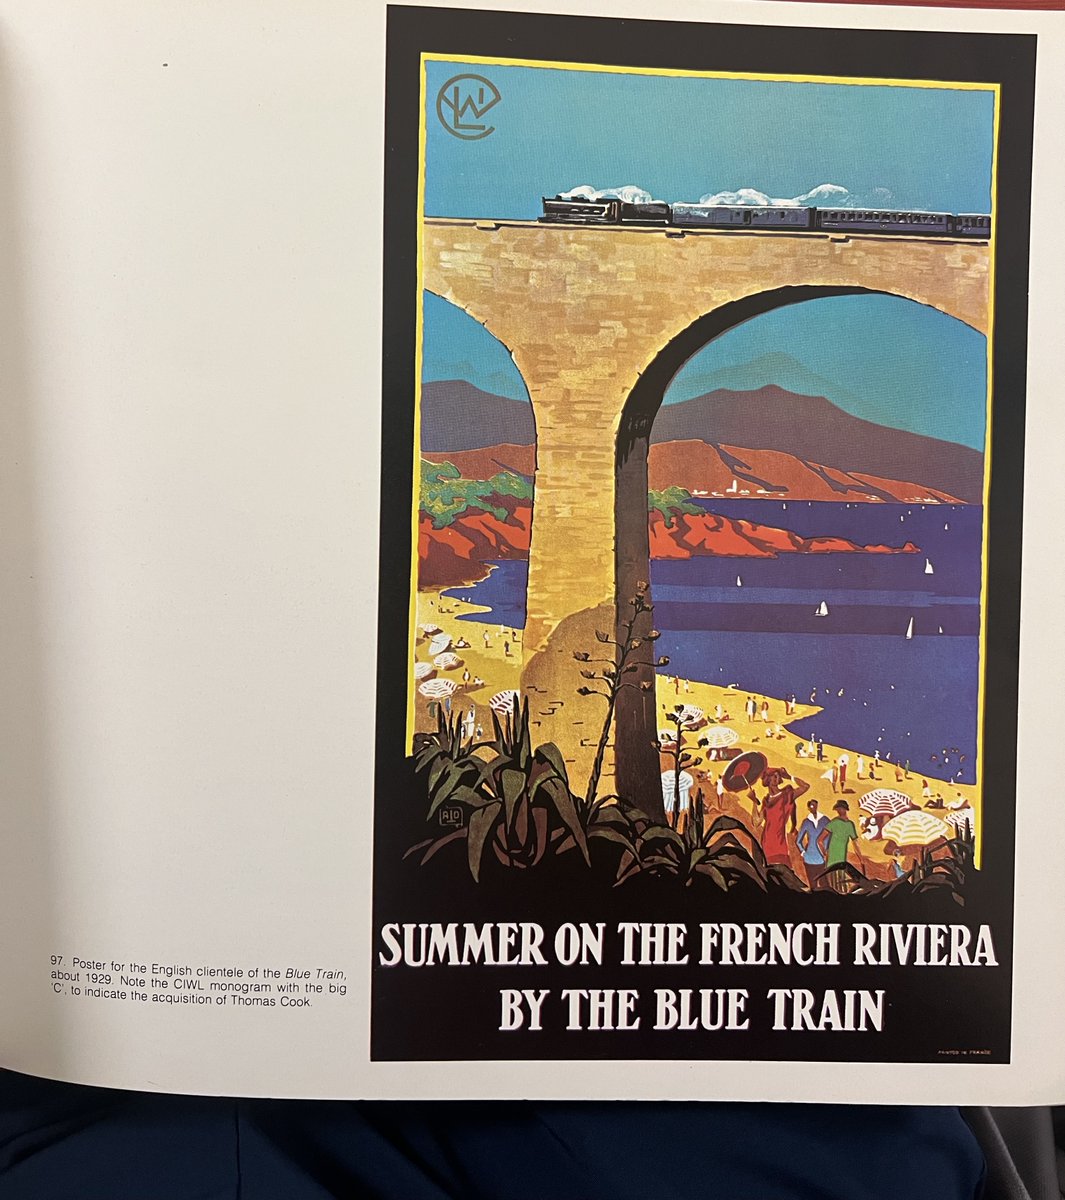 CWL
ALO
97. Poster for the English clientele of the Blue Train,
about 1929. Note the CIWL monogram with the big
'C', to indicate the acquisition of Thomas Cook.
SUMMER ON THE FRENCH RIVIERA
BY THE BLUE TRAIN
PRINTED IN FRANCE